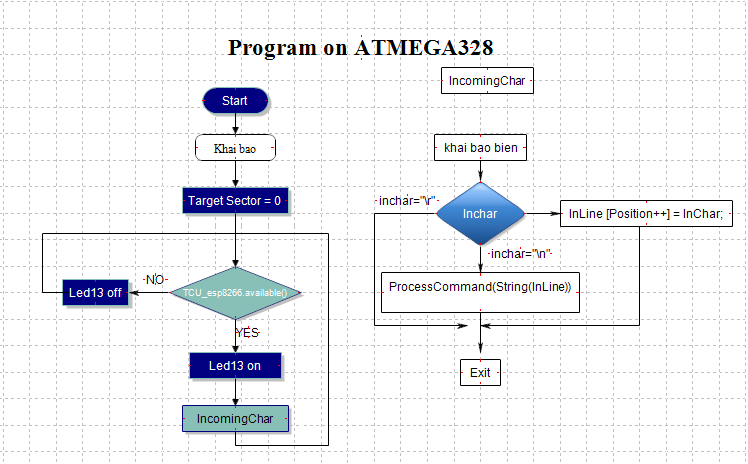 Program on ATMEGA328
Start
Khai bao
Target Sector = 0
NO
Led13 off
TCU_esp8266.available()
YES
Led13 on
IncomingChar
IncomingChar
khai bao bien
inchar="\r"
Inchar
InLine [Position++] = InChar;
inchar="\n"
ProcessCommand(String(InLine))
Exit